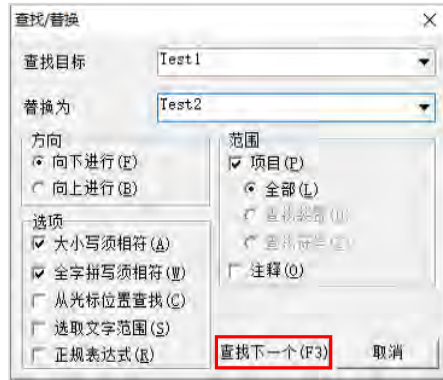 查找/替换
查找目标 Test1
替换为 Test2
方向
向下进行(F)
向上进行(B)
选项
大小写须相符(A)
全字拼写须相符(W)
从光标位置查找(C)
选取文字范围(S)
正规表达式(R)
范围
项目(P)
全部(L)
注释(O)
查找下一个(F3)
取消